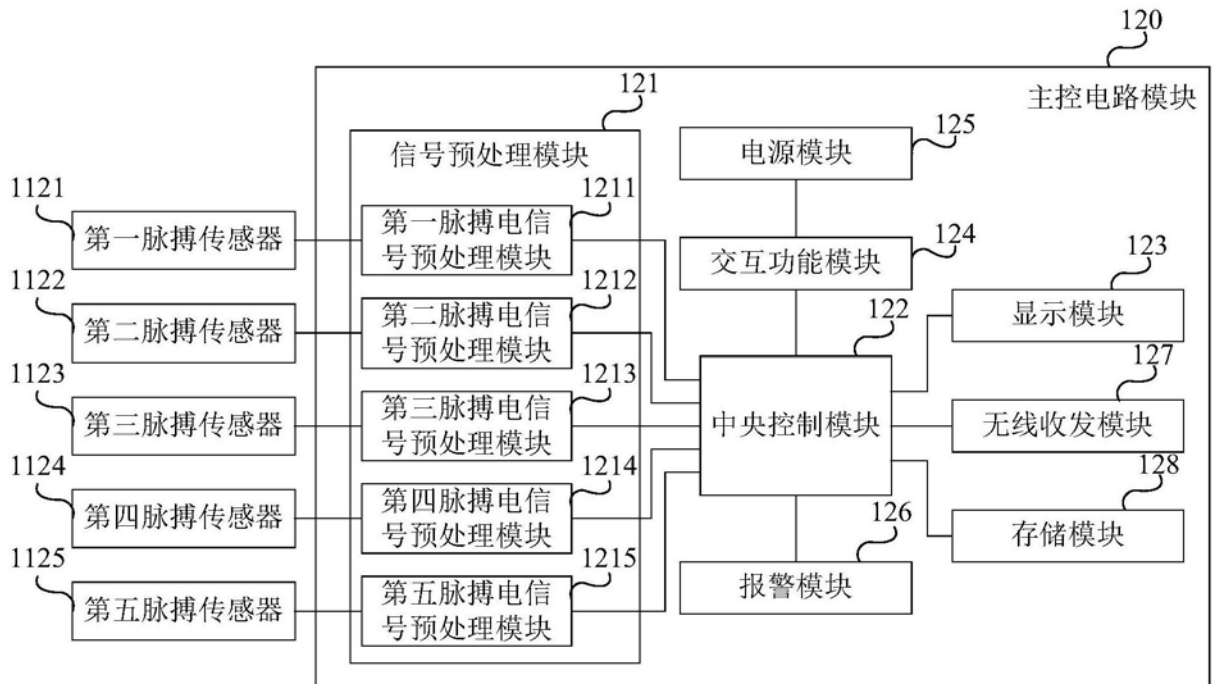 120
主控电路模块
121
信号预处理模块
125
电源模块
1121
第一脉搏传感器
1211
第一脉搏电信
号预处理模块
124
交互功能模块
1122
第二脉搏传感器
1212
第二脉搏电信
号预处理模块
123
显示模块
122
中央控制模块
1123
第三脉搏传感器
1213
第三脉搏电信
号预处理模块
127
无线收发模块
1124
第四脉搏传感器
1214
第四脉搏电信
号预处理模块
128
存储模块
126
报警模块
1125
第五脉搏传感器
1215
第五脉搏电信
号预处理模块